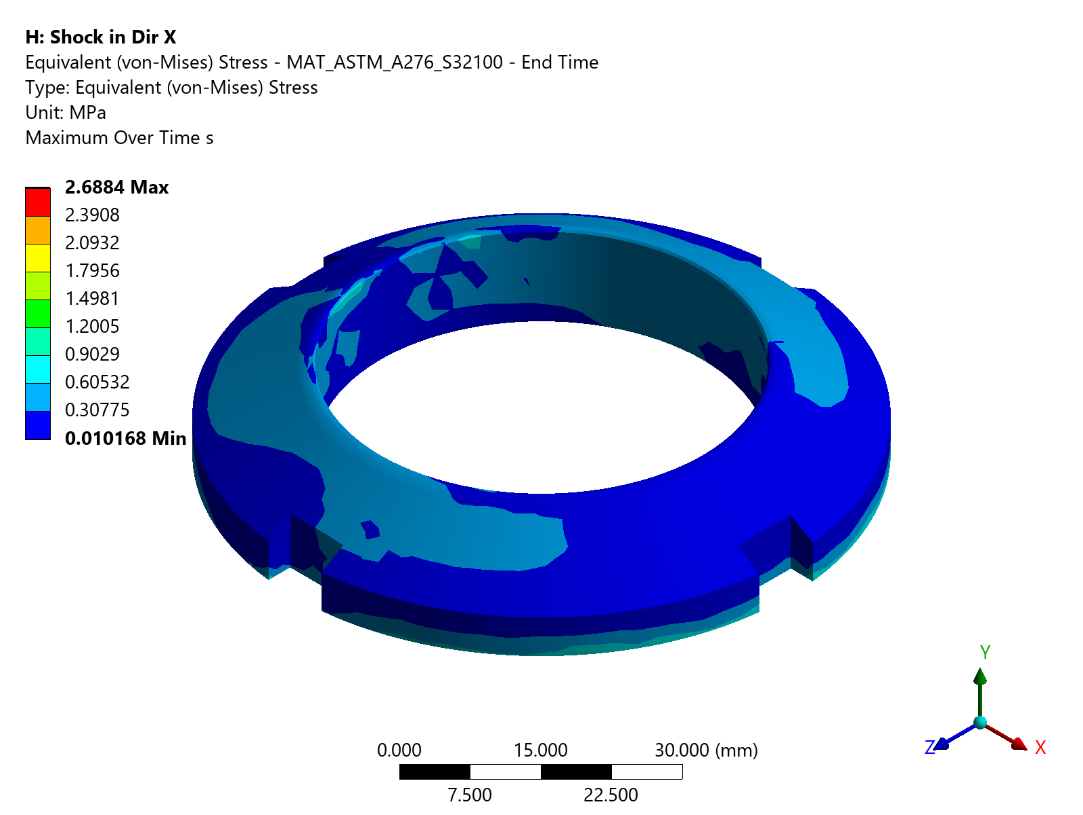 H: Shock in Dir X
Equivalent (von-Mises) Stress - MAT_ASTM_A276_S32100 - End Time
Type: Equivalent (von-Mises) Stress
Unit: MPa
Maximum Over Time s
2.6884 Max
2.3908
2.0932
1.7956
1.4981
1.2005
0.9029
0.60532
0.30775
0.010168 Min
Y
Z X
0.000 15.000 30.000 (mm)
7.500 22.500